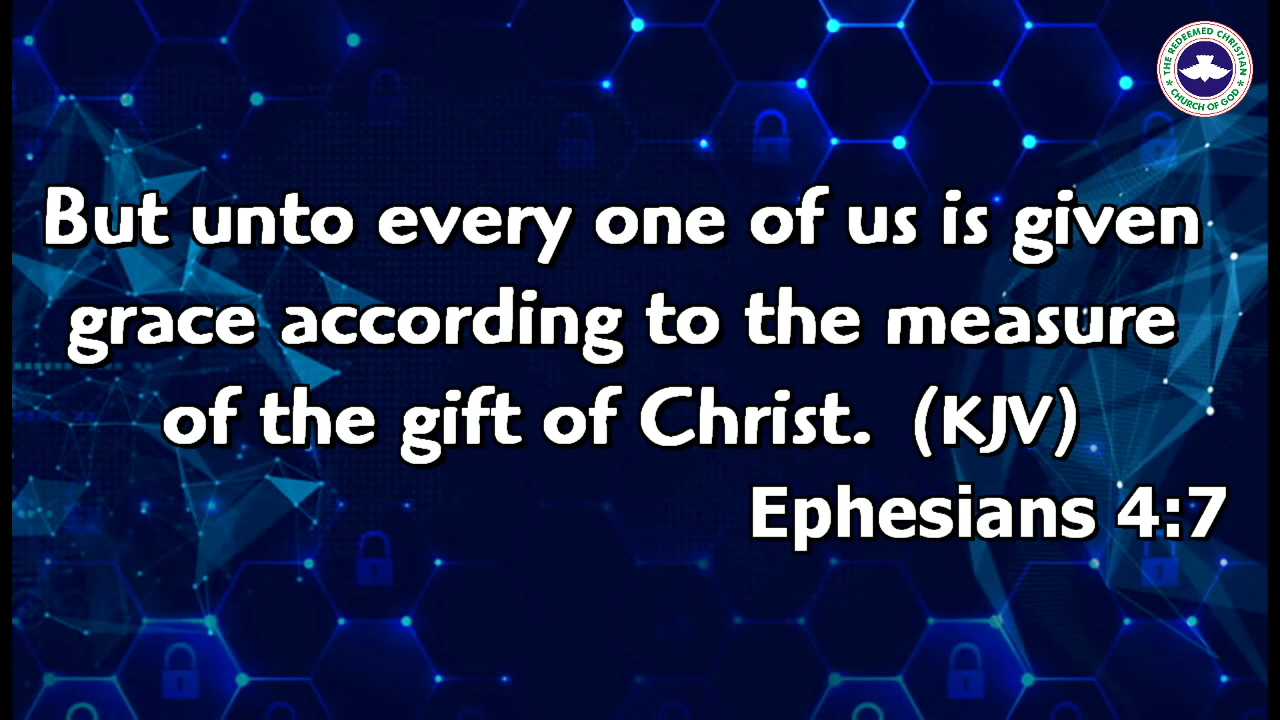 THE REDEEMED CHRISTIAN
CHURCH OF GOD
But unto every one of us is given
grace according to the measure
of the gift of Christ. (KJV)
Ephesians 4:7